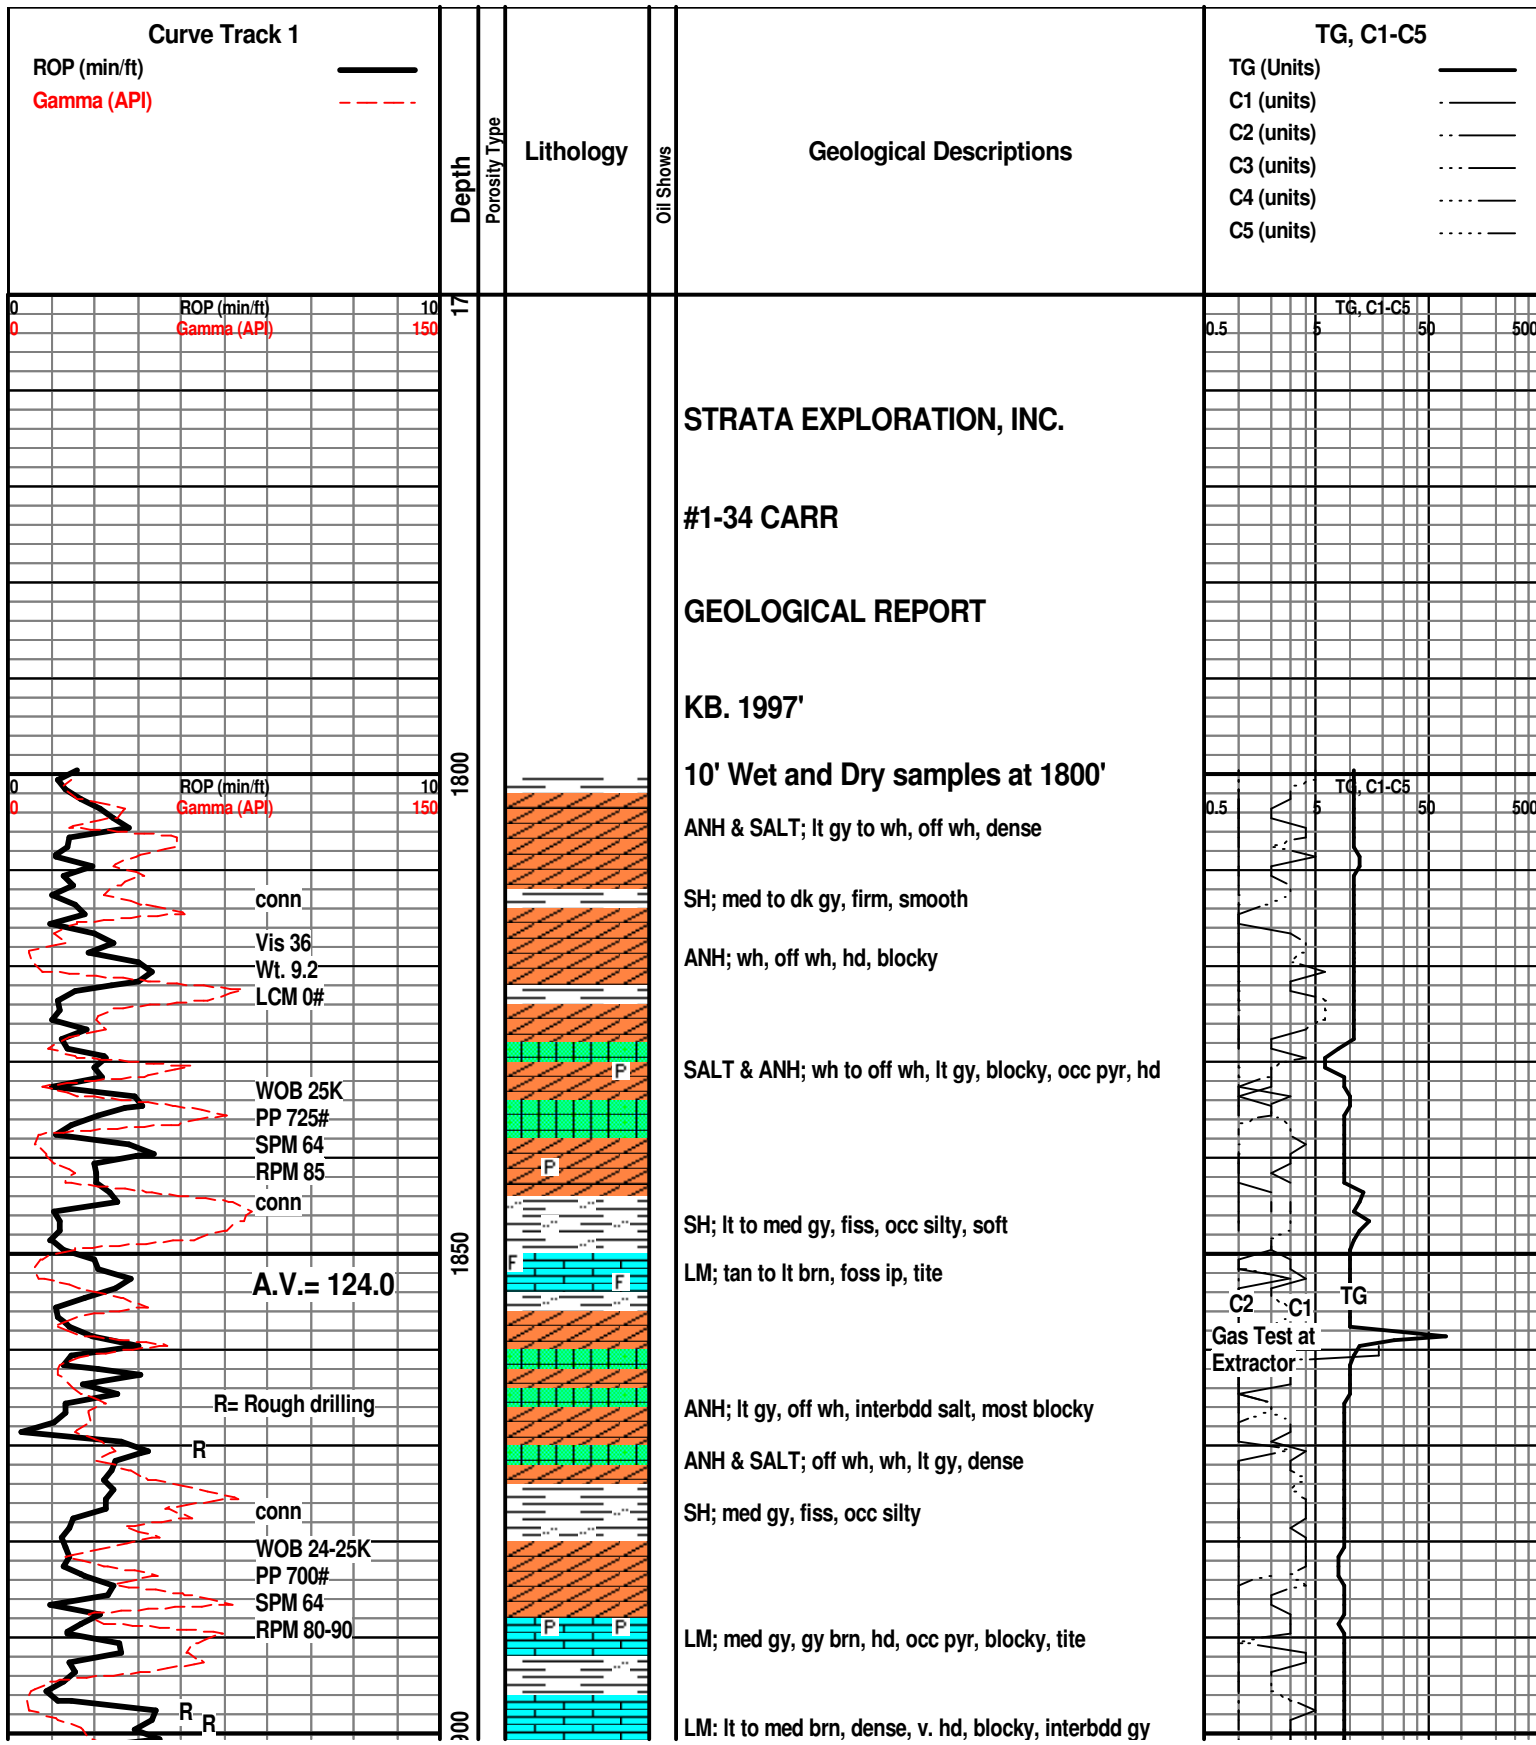 Curve Track 1
ROP (min/ft)
Gamma (API)
Depth
Porosity Type
Lithology
Oil Shows
Geological Descriptions
TG, C1-C5
TG (Units)
C1 (units)
C2 (units)
C3 (units)
C4 (units)
C5 (units)
0 ROP (min/ft) 10
0 Gamma (API) 150
17
TG, C1-C5
0.5 5 50 500
STRATA EXPLORATION, INC.
#1-34 CARR
GEOLOGICAL REPORT
KB. 1997'
10' Wet and Dry samples at 1800'
1800
0 ROP (min/ft) 10
0 Gamma (API) 150
TG, C1-C5
0.5 5 50 500
ANH & SALT; lt gy to wh, off wh, dense
conn
SH; med to dk gy, firm, smooth
Vis 36
Wt. 9.2
LCM 0#
ANH; wh, off wh, hd, blocky
P
SALT & ANH; wh to off wh, lt gy, blocky, occ pyr, hd
WOB 25K
PP 725#
SPM 64
RPM 85
conn
P
SH; lt to med gy, fiss, occ silty, soft
1850
F
F
LM; tan to lt brn, foss ip, tite
A.V.= 124.0
C2 C1 TG
Gas Test at
Extractor
R= Rough drilling
ANH; lt gy, off wh, interbdd salt, most blocky
R
ANH & SALT; off wh, wh, lt gy, dense
conn
SH; med gy, fiss, occ silty
WOB 24-25K
PP 700#
SPM 64
RPM 80-90
P P
LM; med gy, gy brn, hd, occ pyr, blocky, tite
R R
900
LM: lt to med brn, dense, v. hd, blocky, interbdd gy